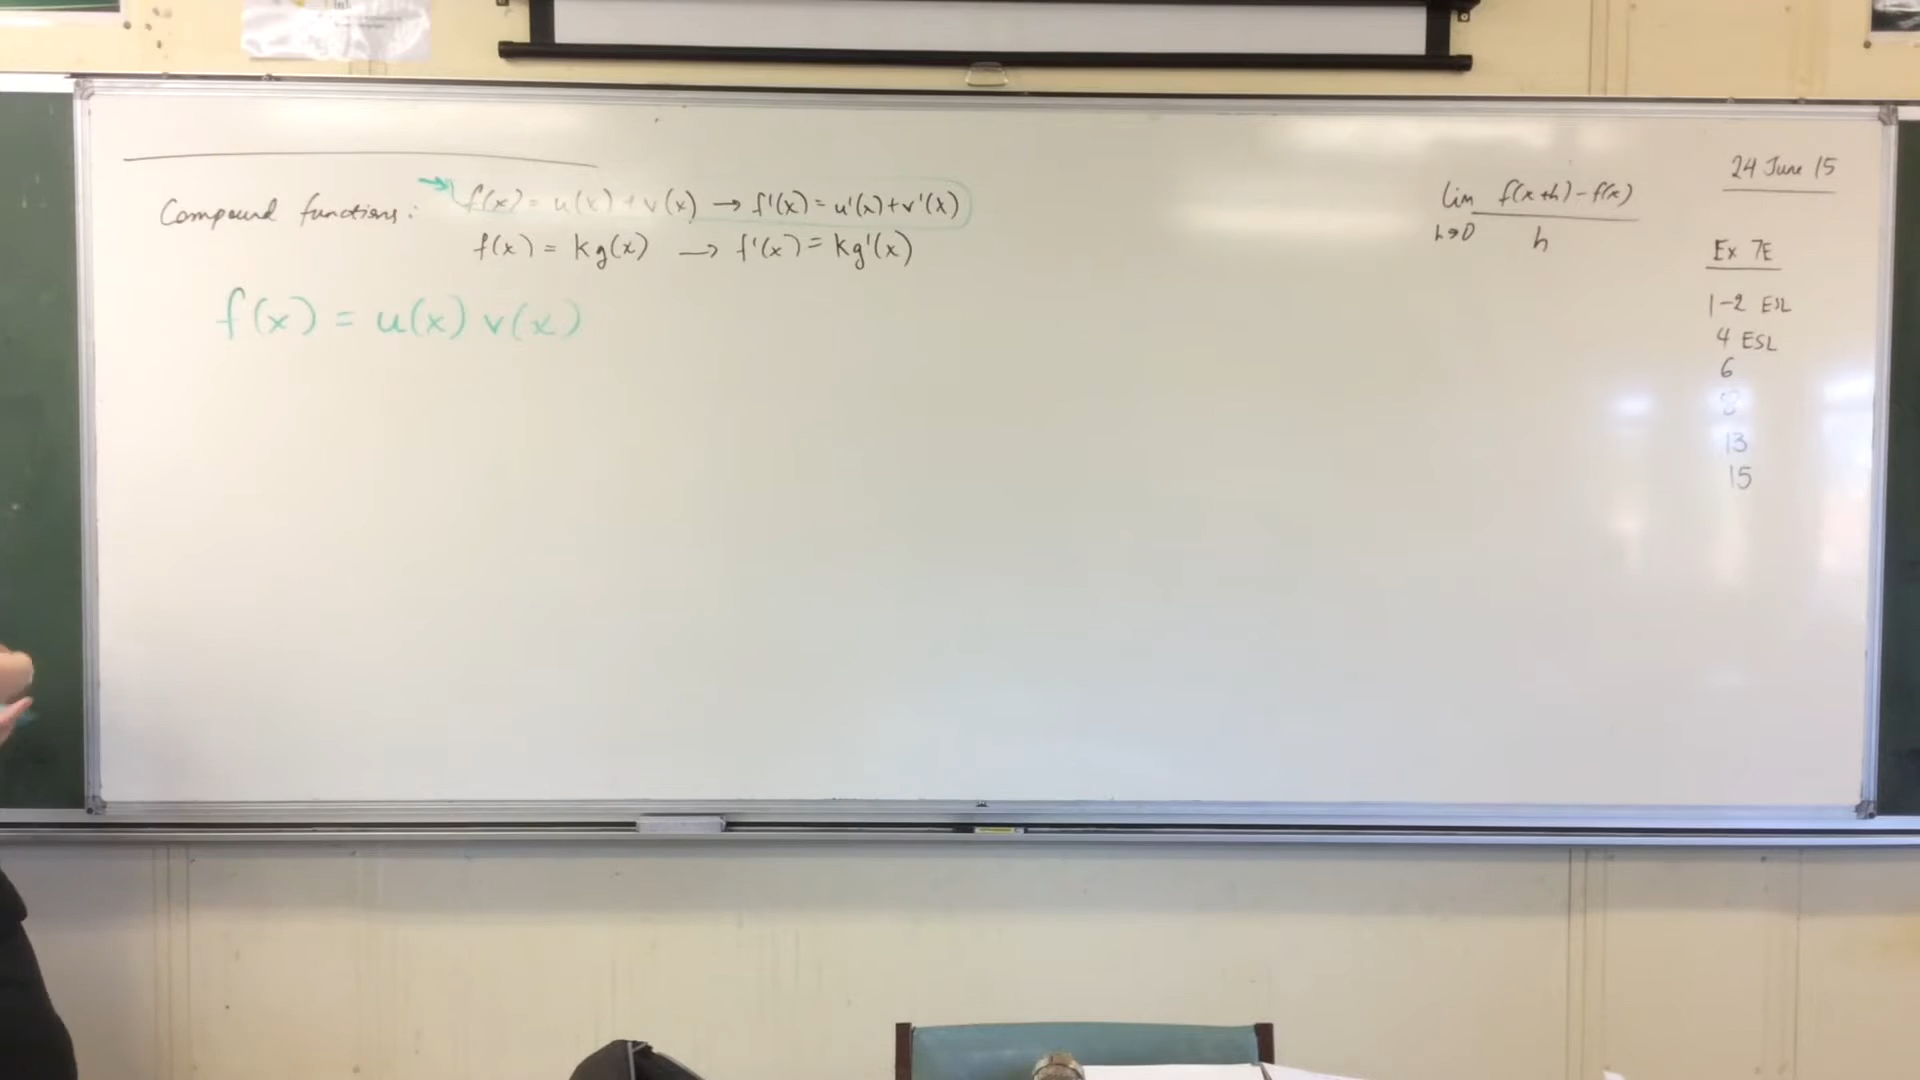 Compound functions: f(x) = u(x) + v(x) → f'(x) = u'(x) + v'(x)
f(x) = kg(x) → f'(x) = kg'(x)
f(x) = u(x) v(x)
lim h→0 f(x+h) - f(x) / h
24 June 15
Ex 7E
1-2 ESL
4 ESL
6
8
13
15